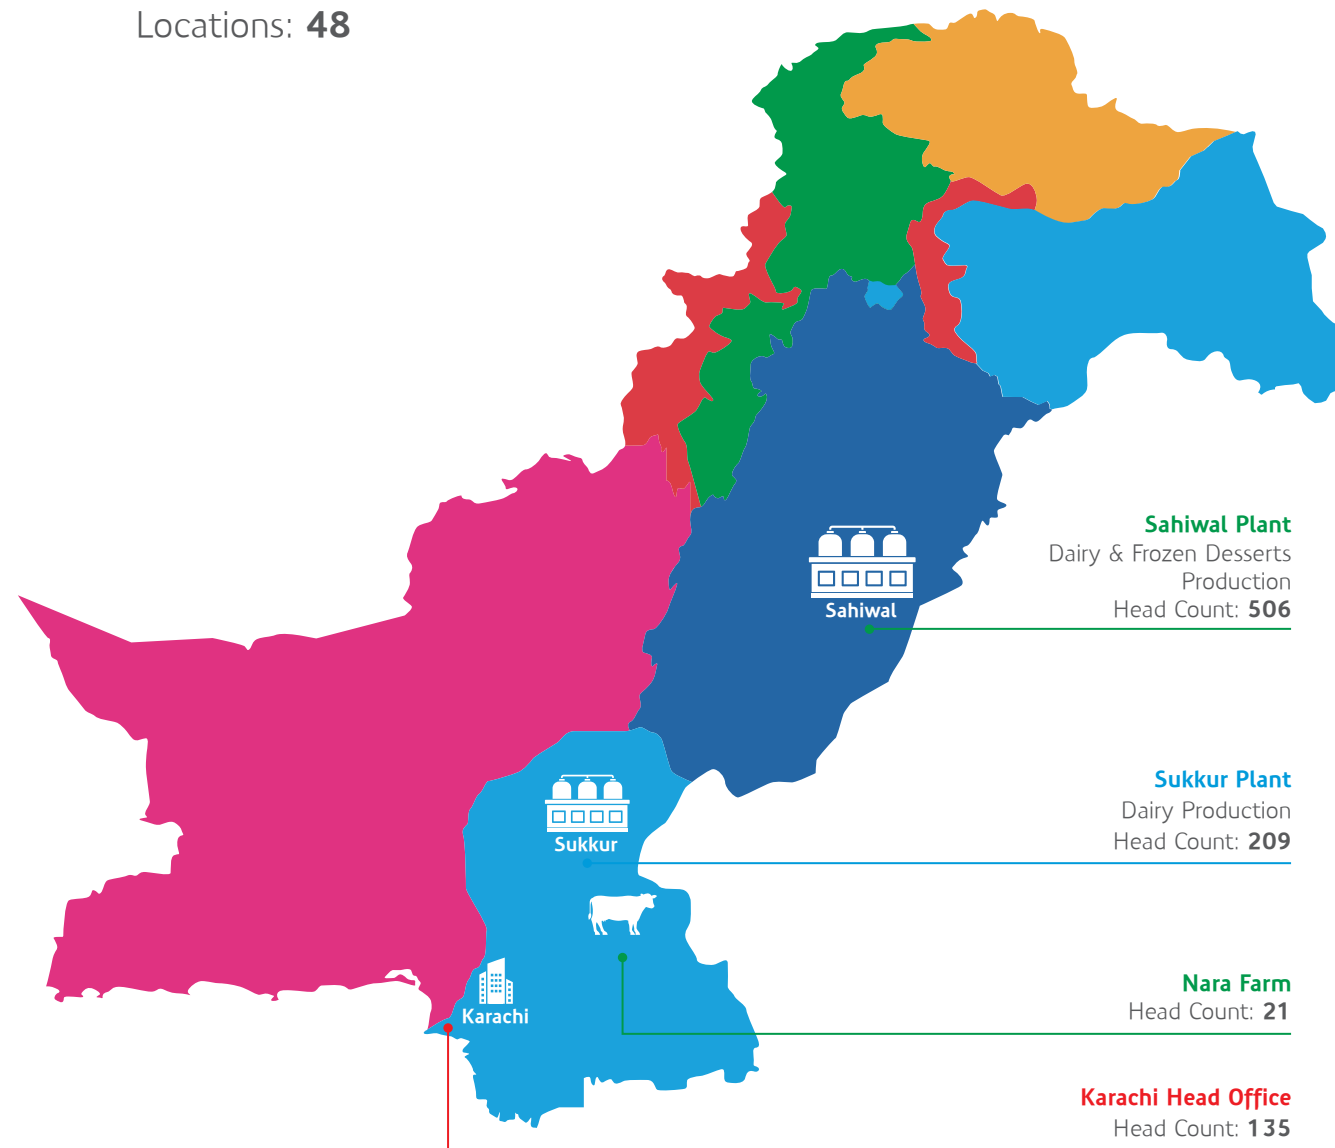 Locations: 48
Sahiwal Plant
Dairy & Frozen Desserts
Production
Head Count: 506
Sahiwal
Sukkur Plant
Dairy Production
Head Count: 209
Sukkur
Nara Farm
Head Count: 21
Karachi
Karachi Head Office
Head Count: 135